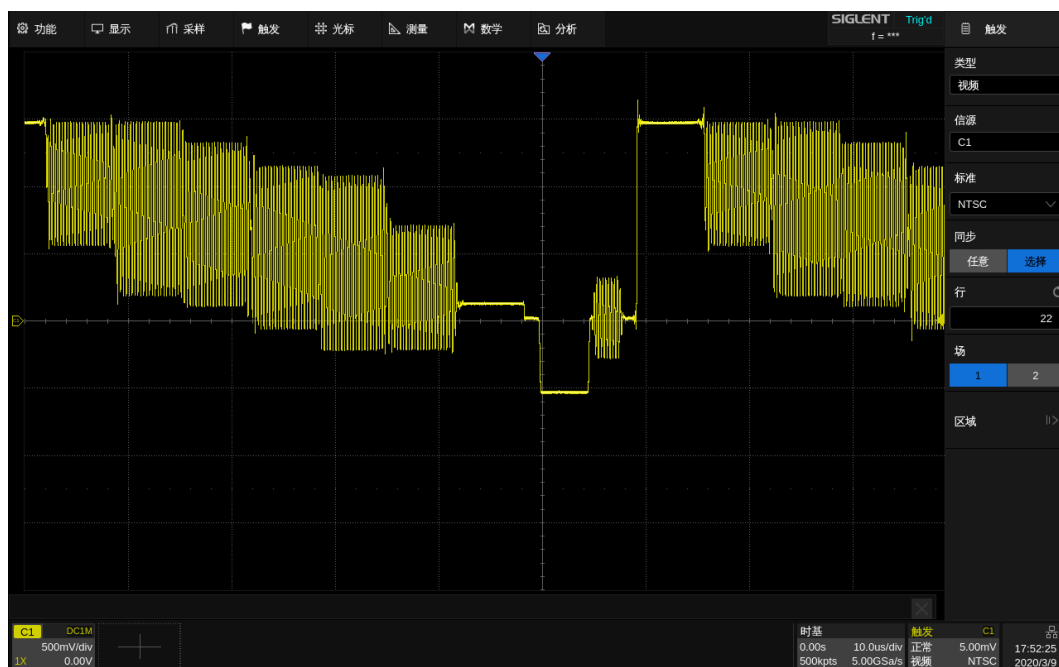 功能 显示 采样 触发 光标 测量 数学 分析 SIGLENT Trig'd 触发
f = ***
类型
视频
信源
C1
标准
NTSC
同步
任意 选择
行
22
场
1 2
区域
C1 DC1M
500mV/div
1X 0.00V
时基
0.00s 10.0us/div
500kpts 5.00GSa/s
触发 C1
正常 5.00mV
视频 NTSC
17:52:25
2020/3/9